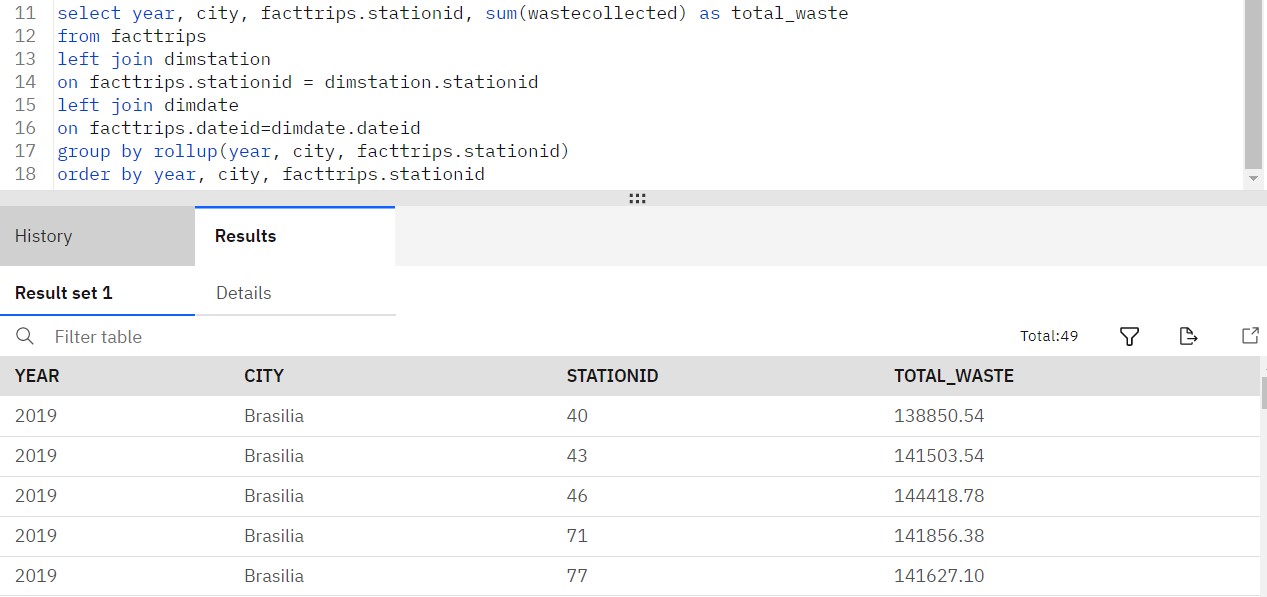 11 select year, city, facttrips.stationid, sum(wastecollected) as total_waste
12 from facttrips
13 left join dimstation
14 on facttrips.stationid = dimstation.stationid
15 left join dimdate
16 on facttrips.dateid=dimdate.dateid
17 group by rollup(year, city, facttrips.stationid)
18 order by year, city, facttrips.stationid
History Results
Result set 1 Details
Filter table Total:49
YEAR CITY STATIONID TOTAL_WASTE
2019 Brasilia 40 138850.54
2019 Brasilia 43 141503.54
2019 Brasilia 46 144418.78
2019 Brasilia 71 141856.38
2019 Brasilia 77 141627.10